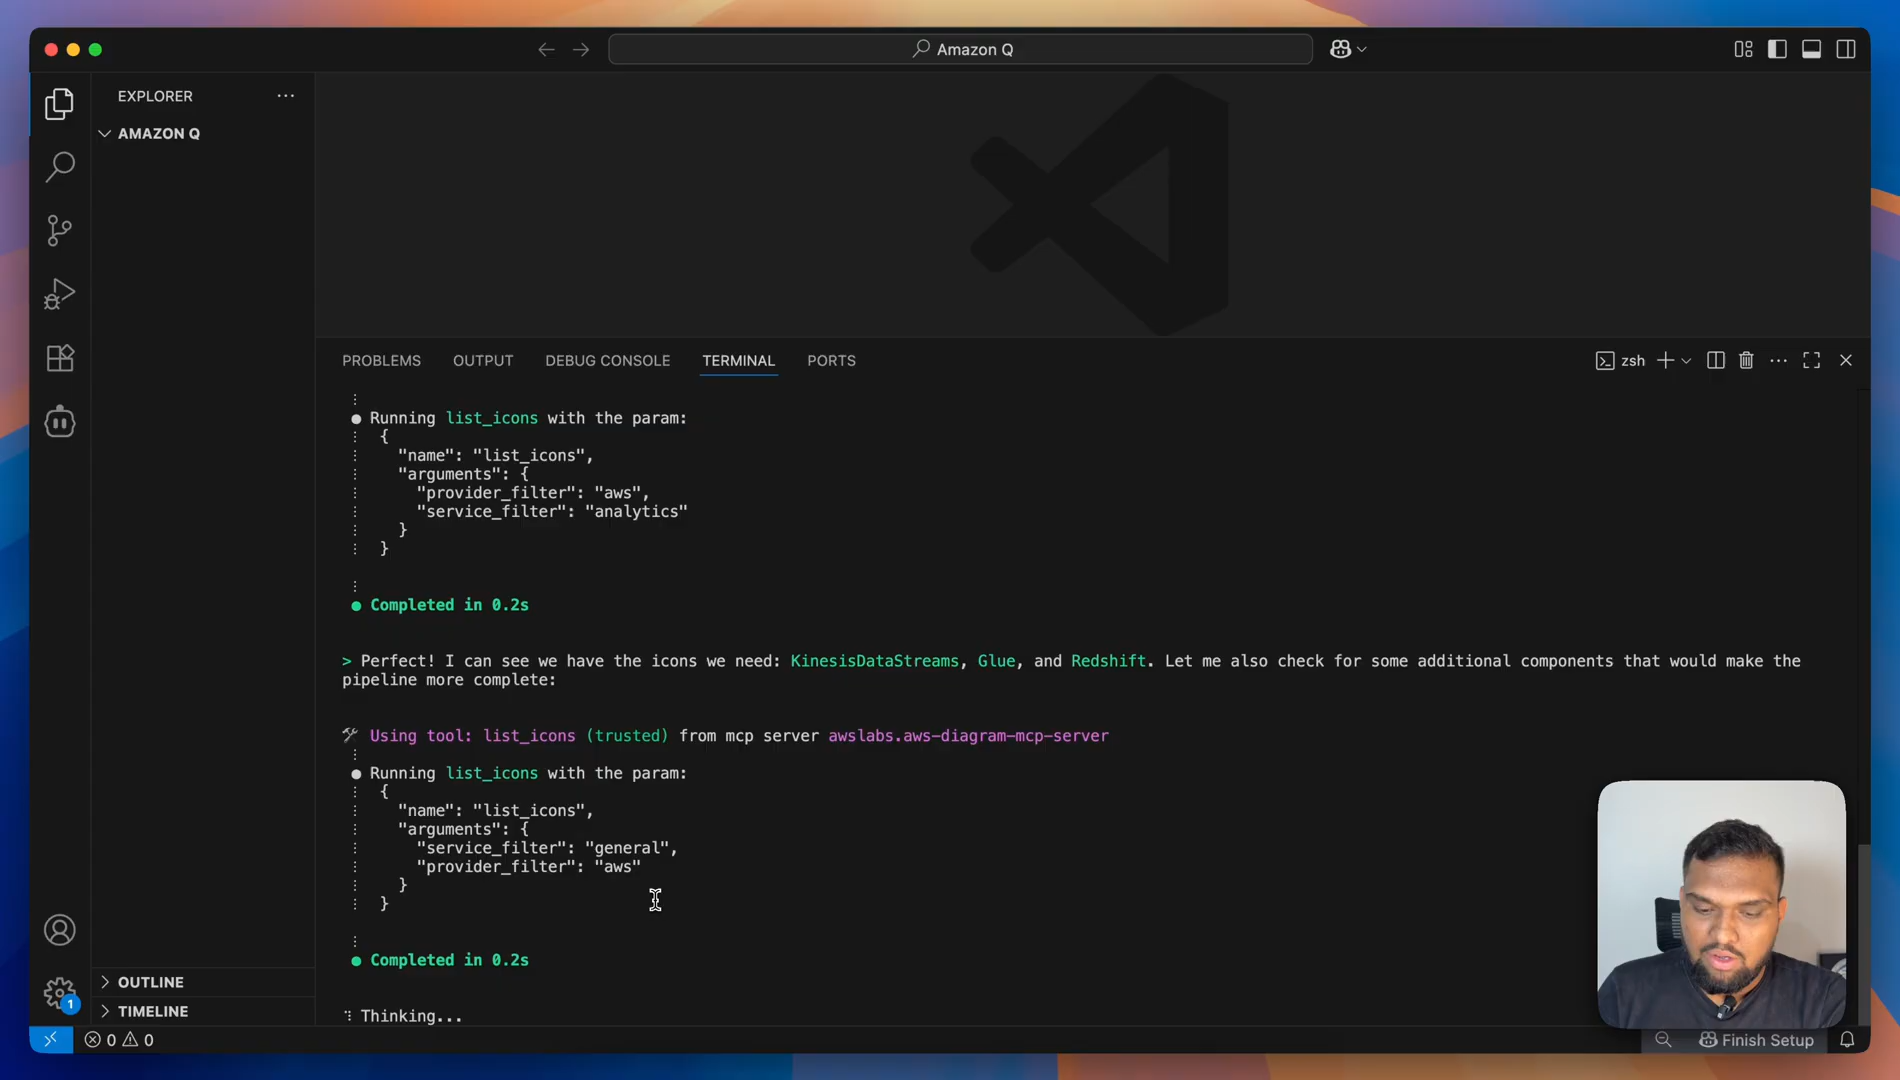 Amazon Q
EXPLORER
AMAZON Q
PROBLEMS OUTPUT DEBUG CONSOLE TERMINAL PORTS
zsh
Running list_icons with the param:
{
"name": "list_icons",
"arguments": {
"provider_filter": "aws",
"service_filter": "analytics"
}
}
Completed in 0.2s
> Perfect! I can see we have the icons we need: KinesisDataStreams, Glue, and Redshift. Let me also check for some additional components that would make the
pipeline more complete:
Using tool: list_icons (trusted) from mcp server awslabs.aws-diagram-mcp-server
Running list_icons with the param:
{
"name": "list_icons",
"arguments": {
"service_filter": "general",
"provider_filter": "aws"
}
}
Completed in 0.2s
Thinking...
OUTLINE
TIMELINE
1
0 0
Finish Setup